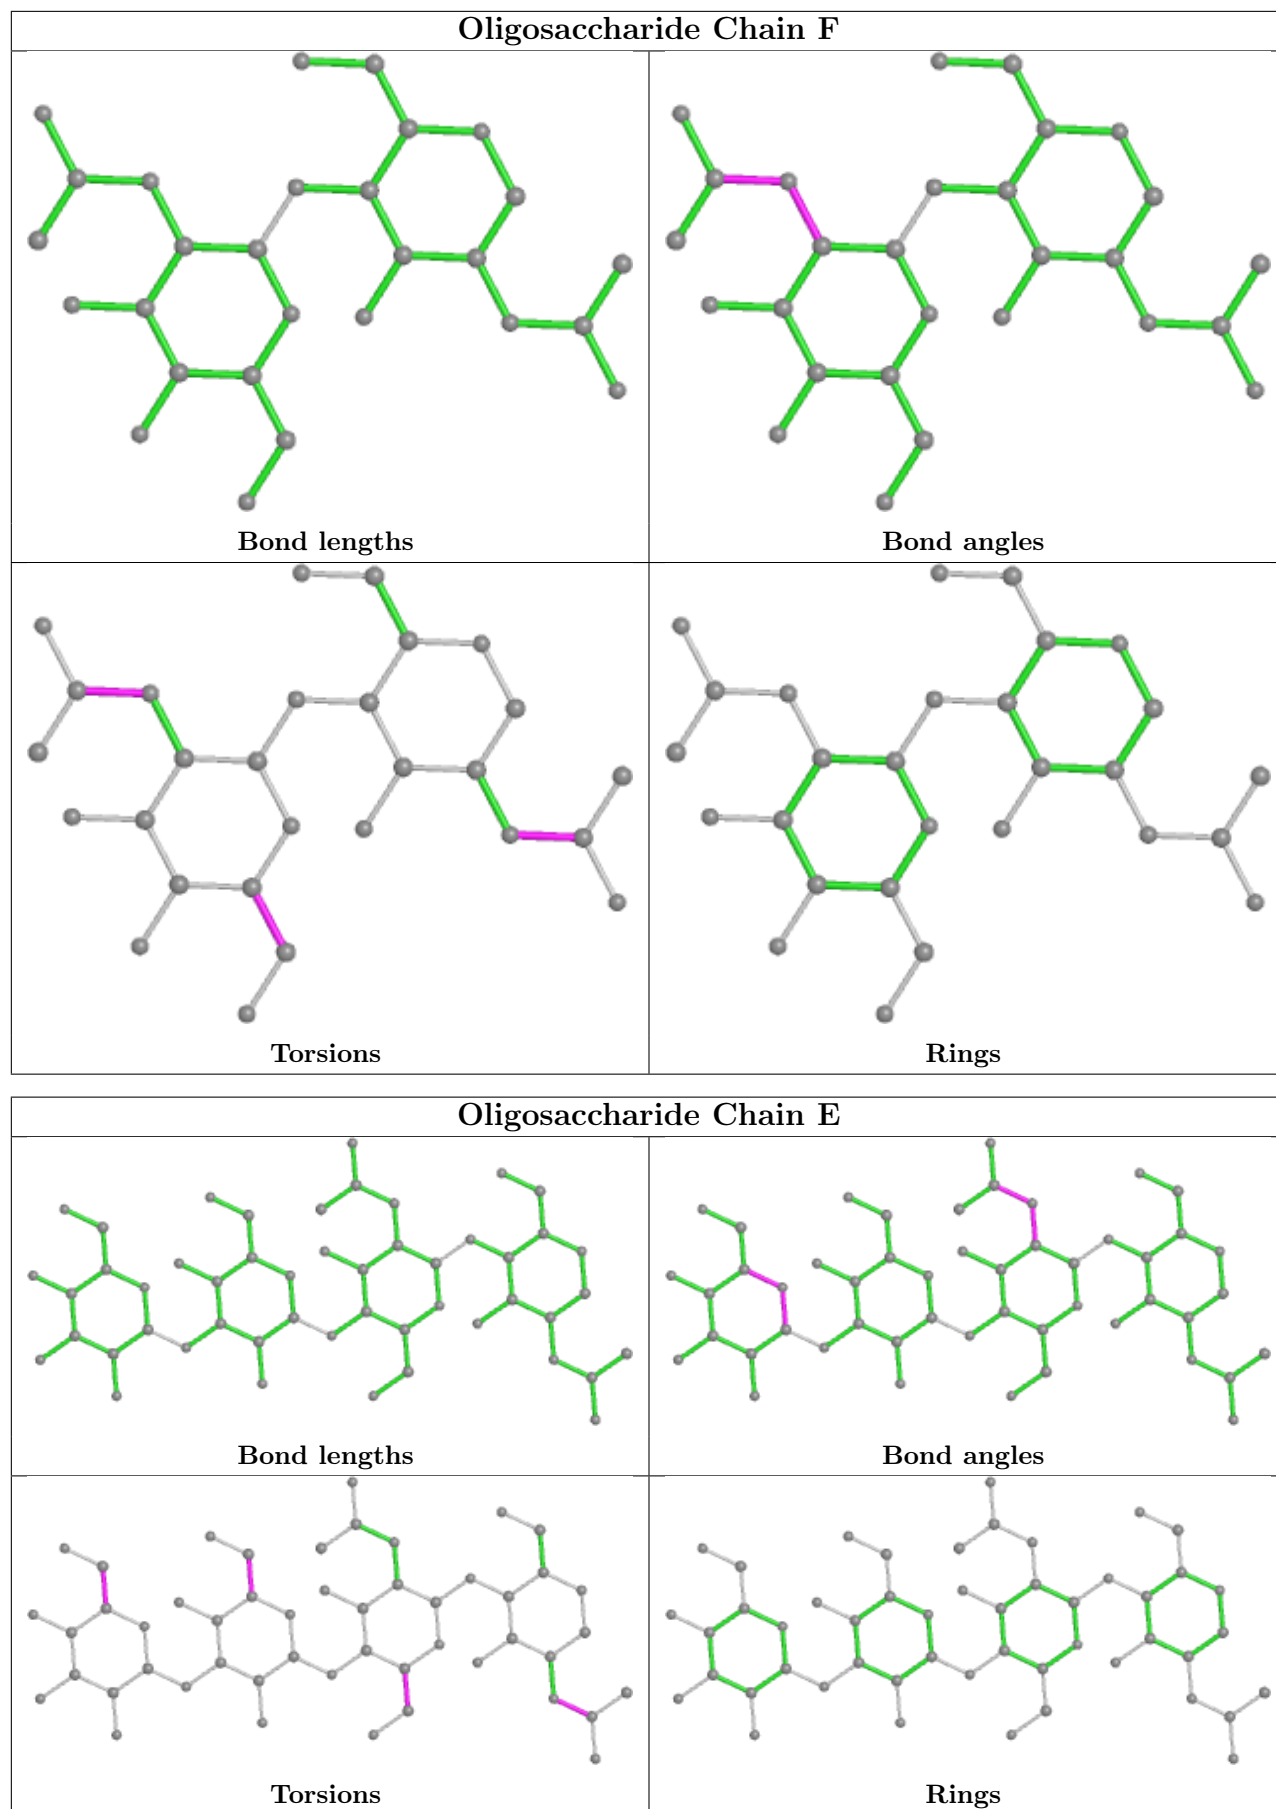 Oligosaccharide Chain F
Bond lengths
Bond angles
Torsions
Rings
Oligosaccharide Chain E
Bond lengths
Bond angles
Torsions
Rings